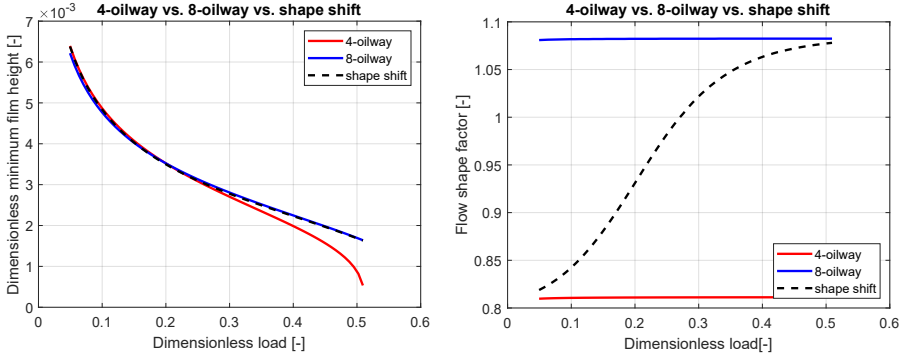 4-oilway vs. 8-oilway vs. shape shift
×10⁻³
Dimensionless minimum film height [-]
7
6
5
4
3
2
1
0
0
0.1
0.2
0.3
0.4
0.5
0.6
Dimensionless load [-]
4-oilway
8-oilway
shape shift
4-oilway vs. 8-oilway vs. shape shift
Flow shape factor [-]
1.1
1.05
1
0.95
0.9
0.85
0.8
0
0.1
0.2
0.3
0.4
0.5
0.6
Dimensionless load[-]
4-oilway
8-oilway
shape shift